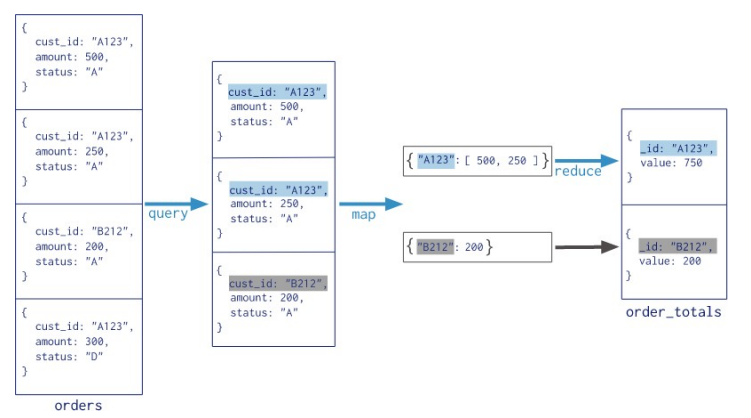 {
cust_id: "A123",
amount: 500,
status: "A"
}
{
cust_id: "A123",
amount: 250,
status: "A"
}
{
cust_id: "B212",
amount: 200,
status: "A"
}
{
cust_id: "A123",
amount: 300,
status: "D"
}
orders
query
{
cust_id: "A123",
amount: 500,
status: "A"
}
{
cust_id: "A123",
amount: 250,
status: "A"
}
{
cust_id: "B212",
amount: 200,
status: "A"
}
map
{ "A123": [ 500, 250 ] }
{ "B212": 200 }
reduce
{
_id: "A123",
value: 750
}
{
_id: "B212",
value: 200
}
order_totals